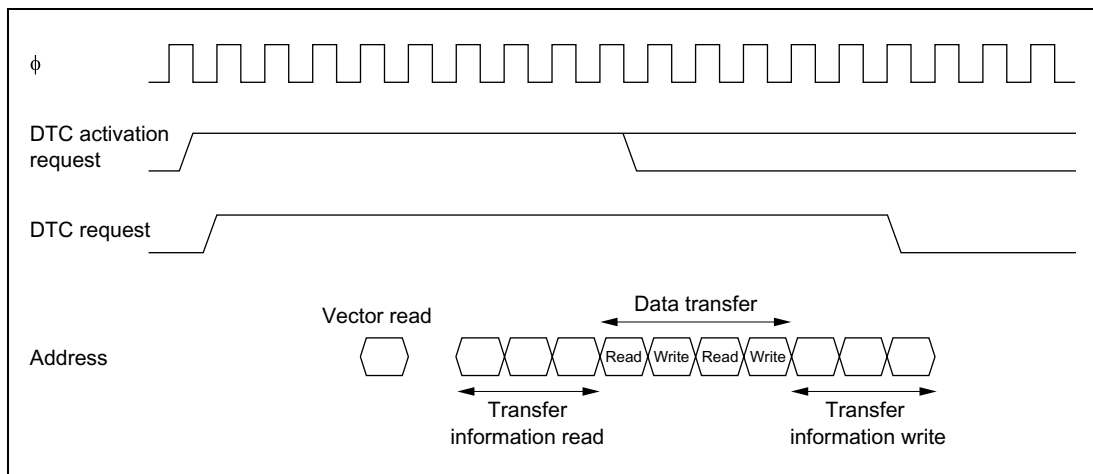 ϕ
DTC activation
request
DTC request
Data transfer
Vector read
Address
Read Write Read Write
Transfer
information read
Transfer
information write